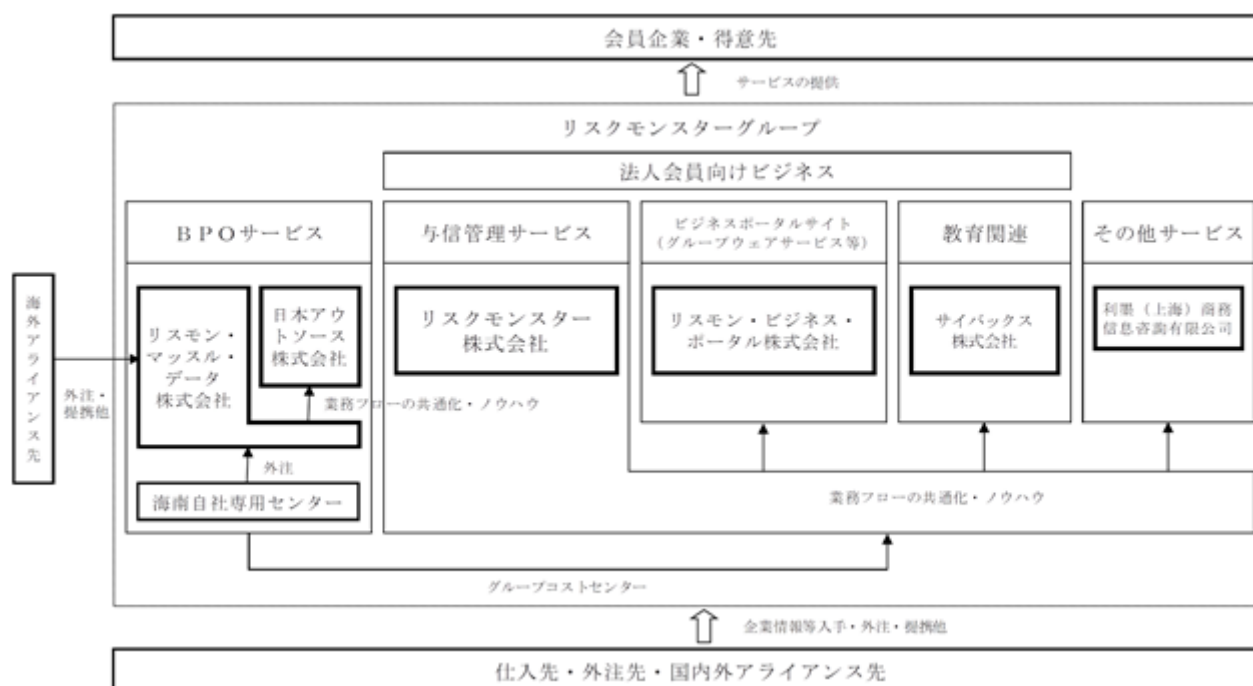 会員企業・得意先
サービスの提供
リスクモンスターグループ
法人会員向けビジネス
BPOサービス
与信管理サービス
ビジネスポータルサイト
(グループウェアサービス等)
教育関連
その他サービス
海外アライアンス先
外注・
提携他
リスモン・
マッスル・
データ
株式会社
日本アウ
トソース
株式会社
リスクモンスター
株式会社
リスモン・ビジネス・
ポータル株式会社
サイバックス
株式会社
利墨（上海）商務
信息咨詢有限公司
業務フローの共通化・ノウハウ
外注
海南自社専用センター
業務フローの共通化・ノウハウ
グループコストセンター
企業情報等入手・外注・提携他
仕入先・外注先・国内外アライアンス先